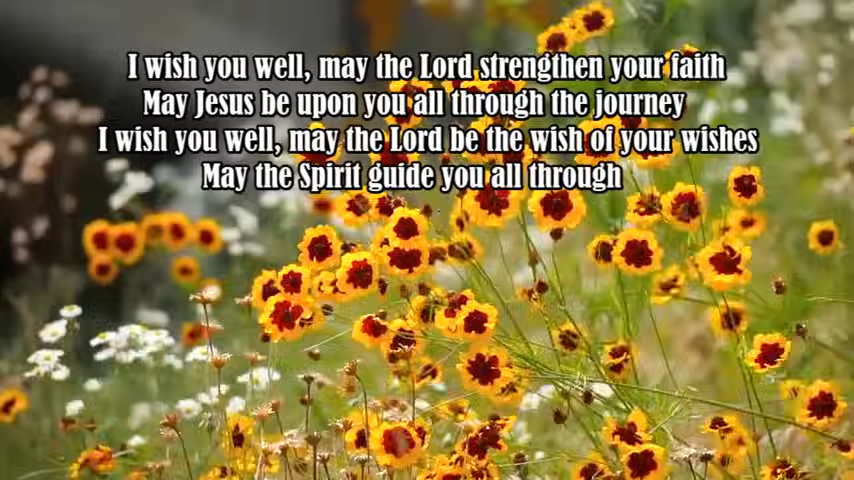 I wish you well, may the Lord strengthen your faith
May Jesus be upon you all through the journey
I wish you well, may the Lord be the wish of your wishes
May the Spirit guide you all through